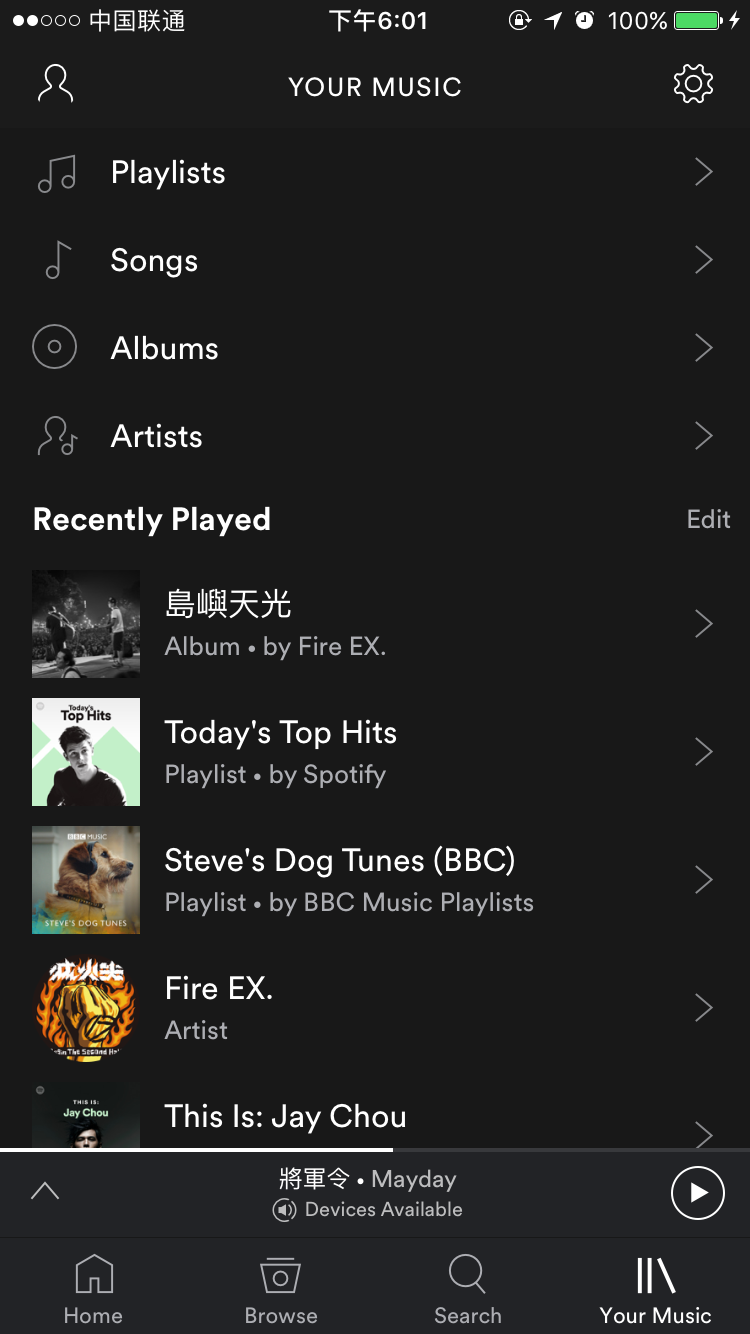 中国联通 下午6:01 100%
YOUR MUSIC
Playlists
Songs
Albums
Artists
Recently Played Edit
島嶼天光
Album • by Fire EX.
Today's
Top Hits
Today's Top Hits
Playlist • by Spotify
BBC MUSIC
STEVE'S DOG TUNES
Steve's Dog Tunes (BBC)
Playlist • by BBC Music Playlists
滅火器
Fire EX.
Artist
THIS IS:
Jay Chou
This Is: Jay Chou
將軍令 • Mayday
Devices Available
Home Browse Search Your Music